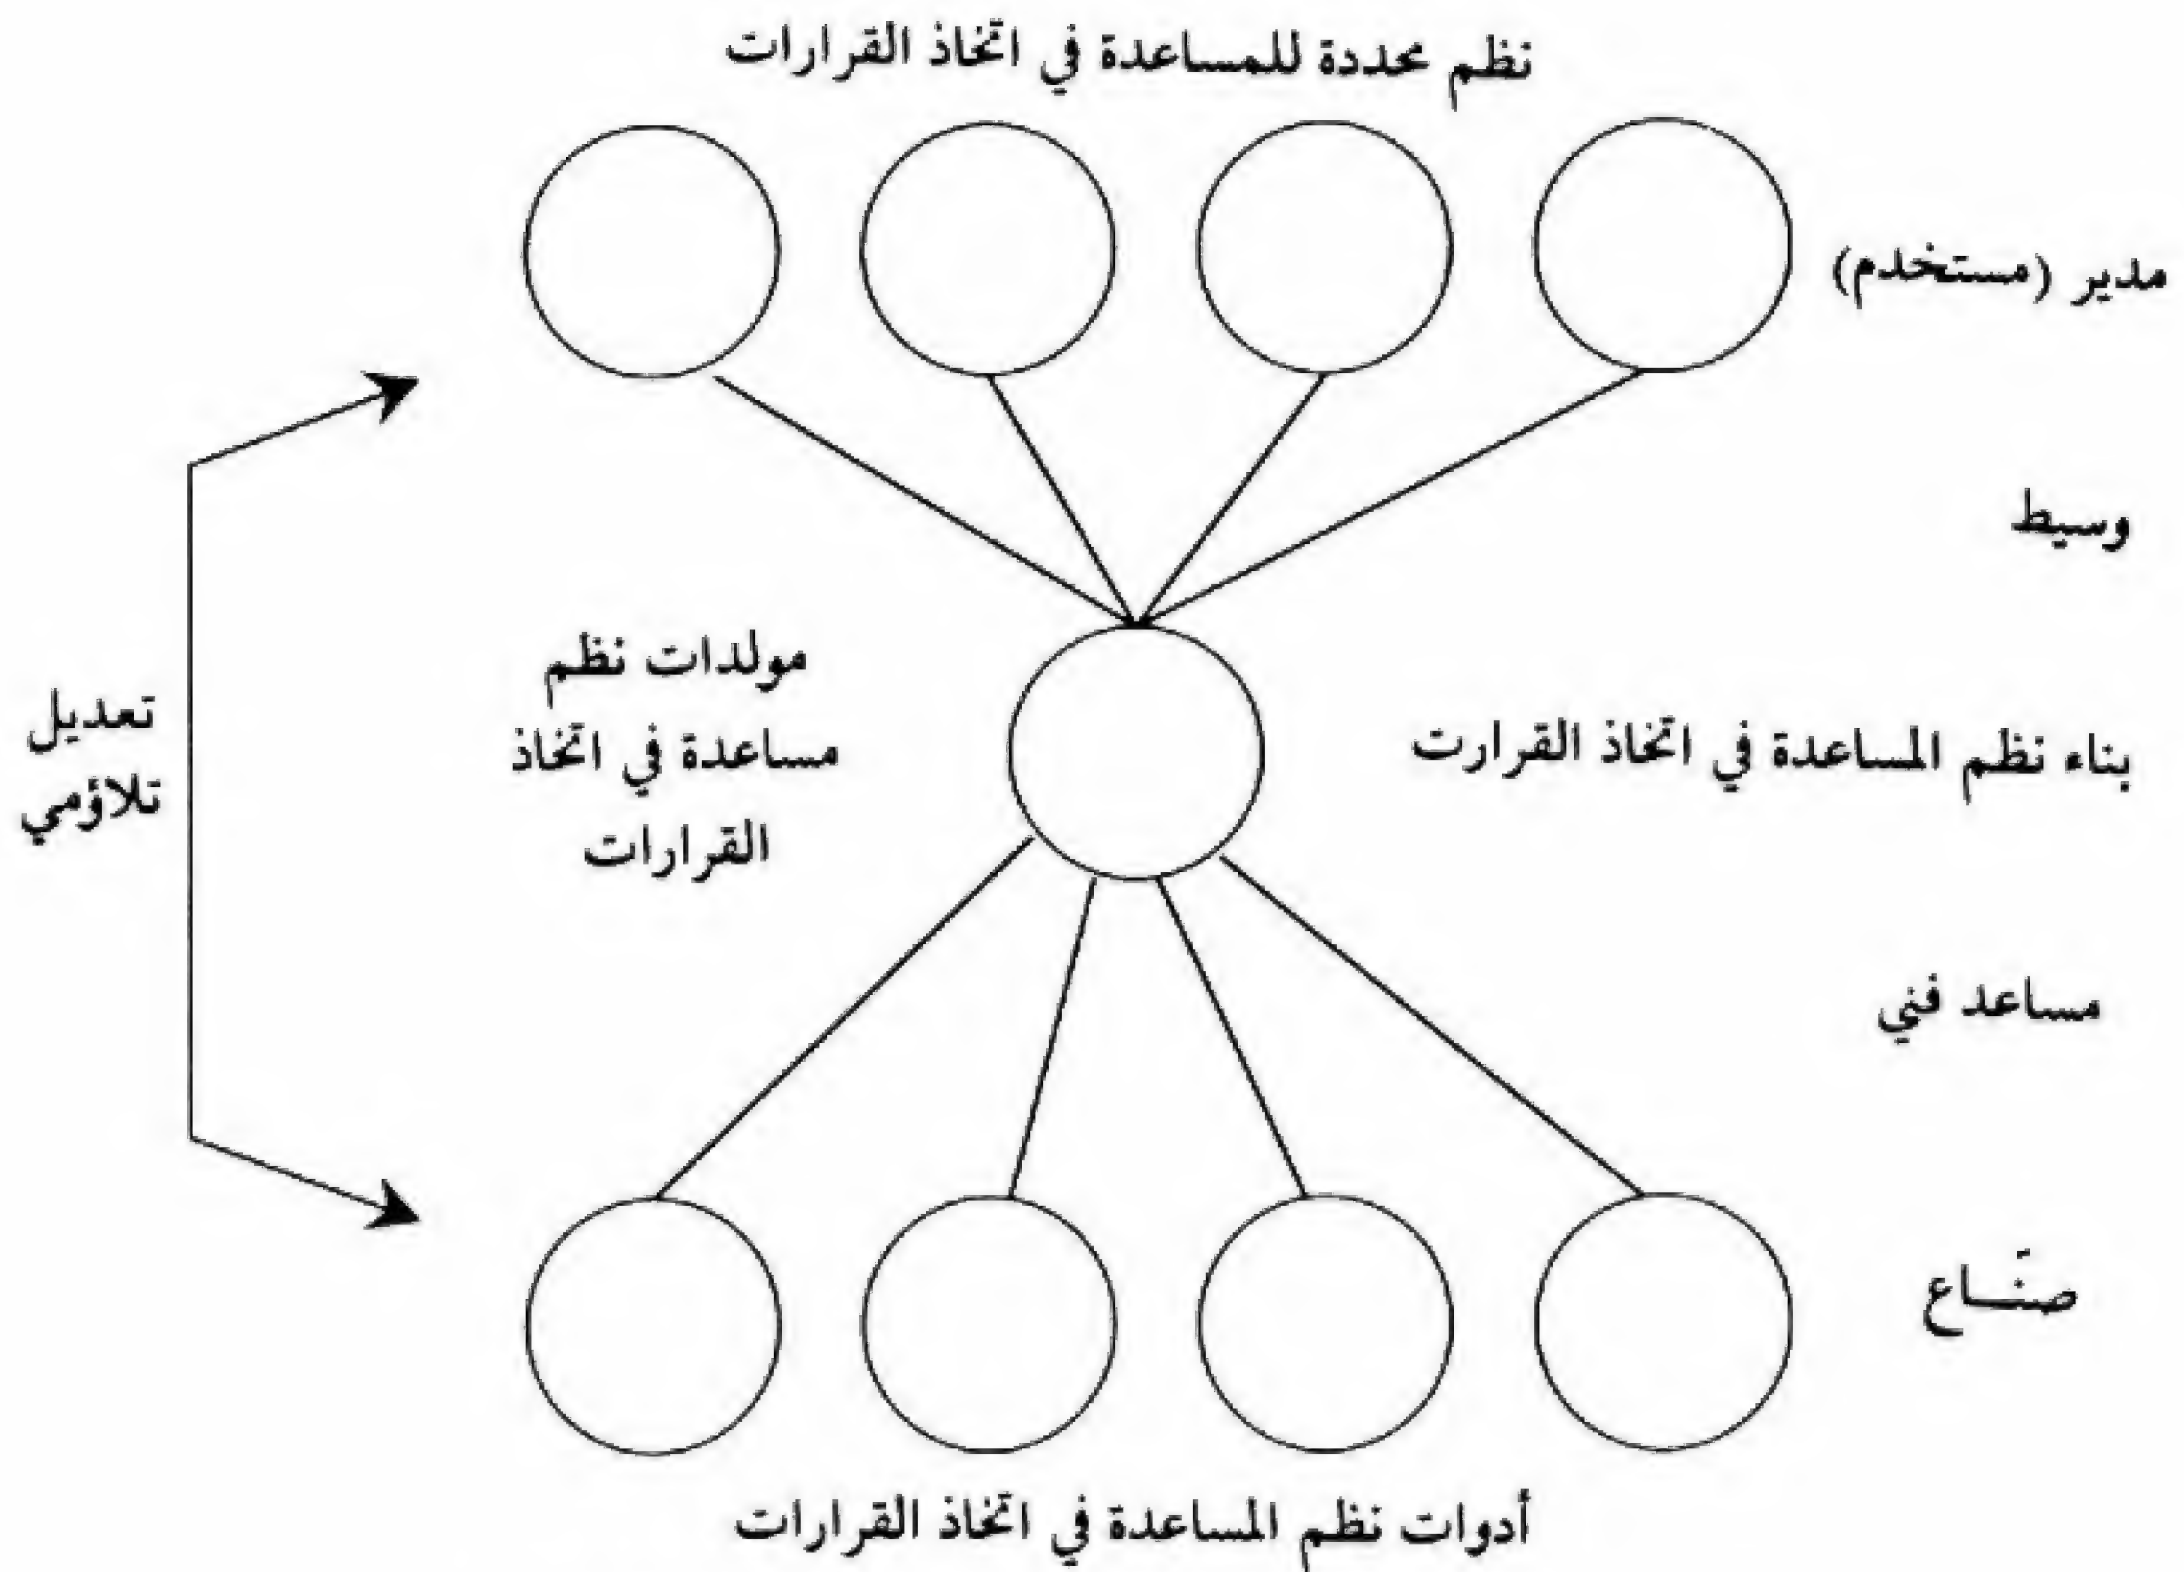 نظم محددة للمساعدة في اتخاذ القرارات
مدير (مستخدم)
وسيط
مولدات نظم
مساعدة في اتخاذ
القرارات
بناء نظم المساعدة في اتخاذ القرارت
تعديل
تلاؤمي
مساعد فني
صنّاع
أدوات نظم المساعدة في اتخاذ القرارات